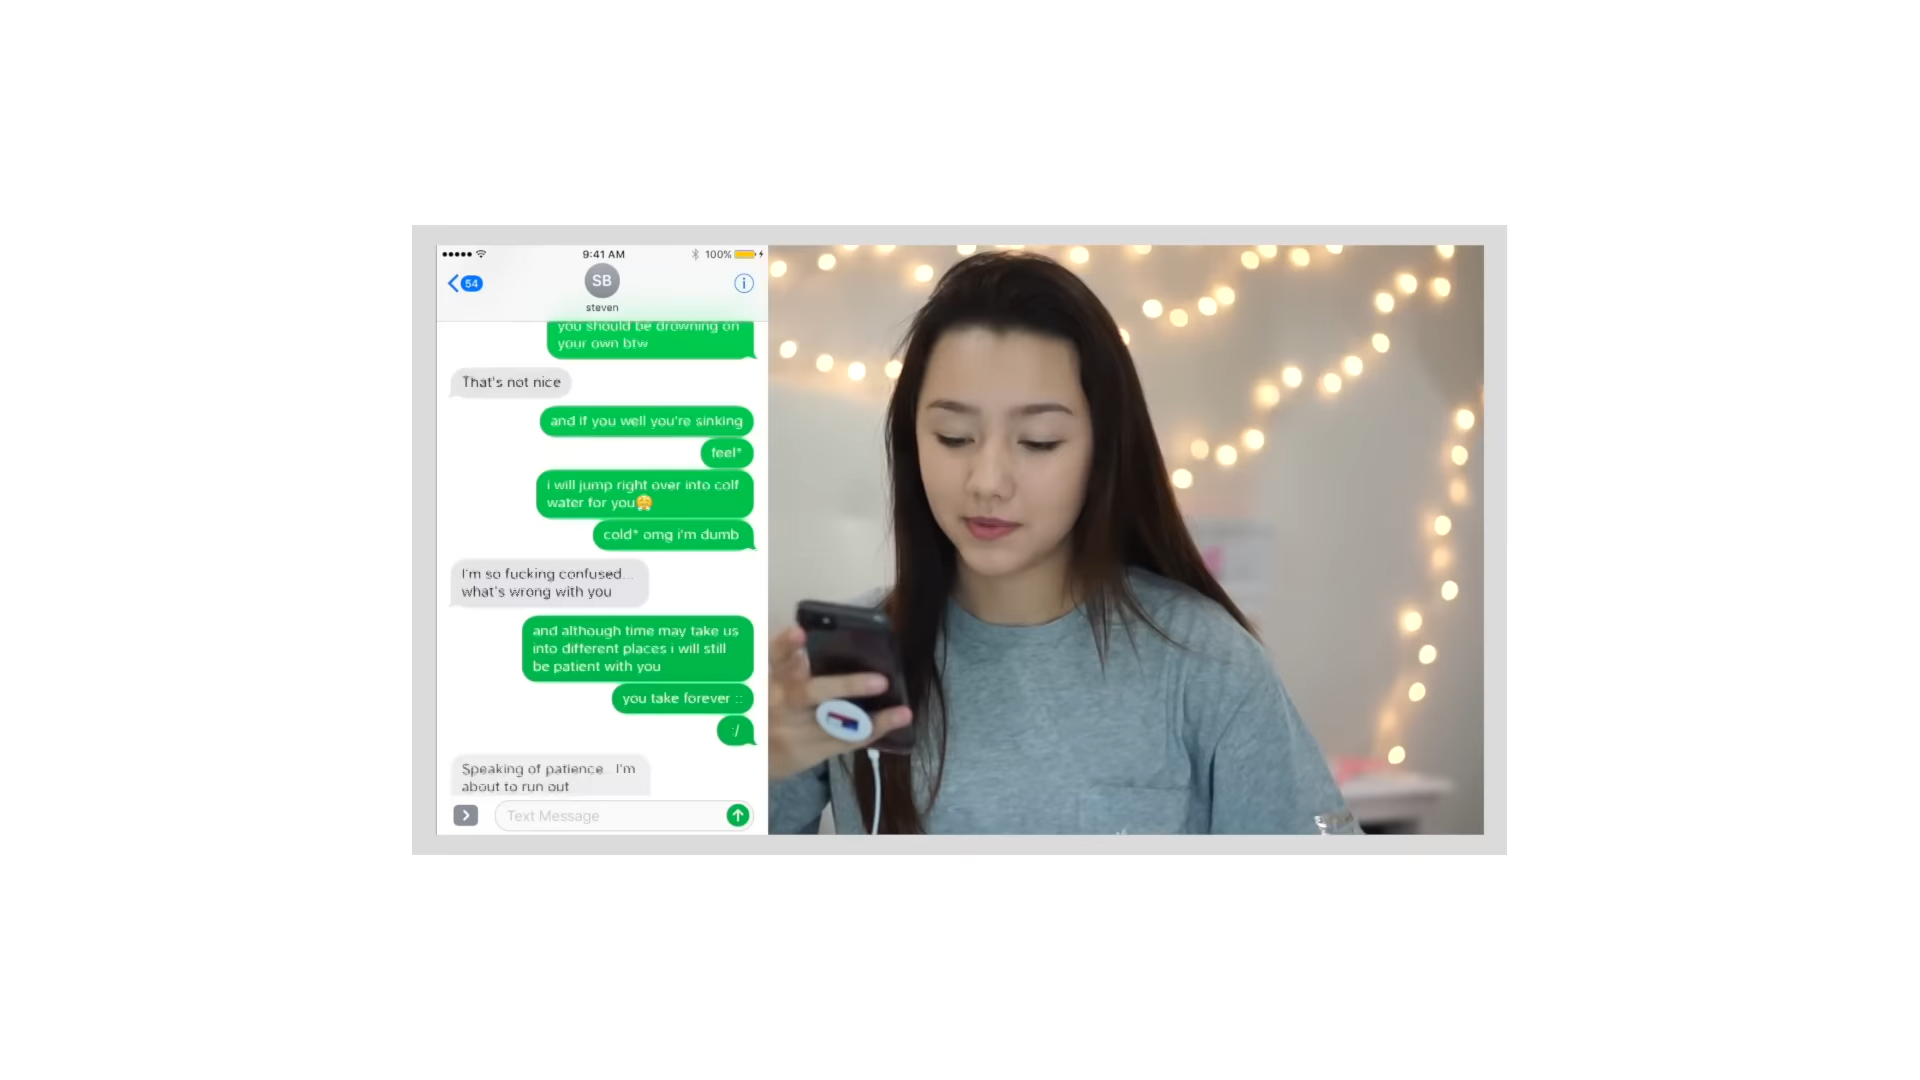 9:41 AM
100%
54
SB
steven
you should be drowning on
your own btw
That's not nice
and if you well you're sinking
feel*
i will jump right over into colf
water for you😤
cold* omg i'm dumb
I'm so fucking confused...
what's wrong with you
and although time may take us
into different places i will still
be patient with you
you take forever ::
:/
Speaking of patience...I'm
about to run out
Text Message